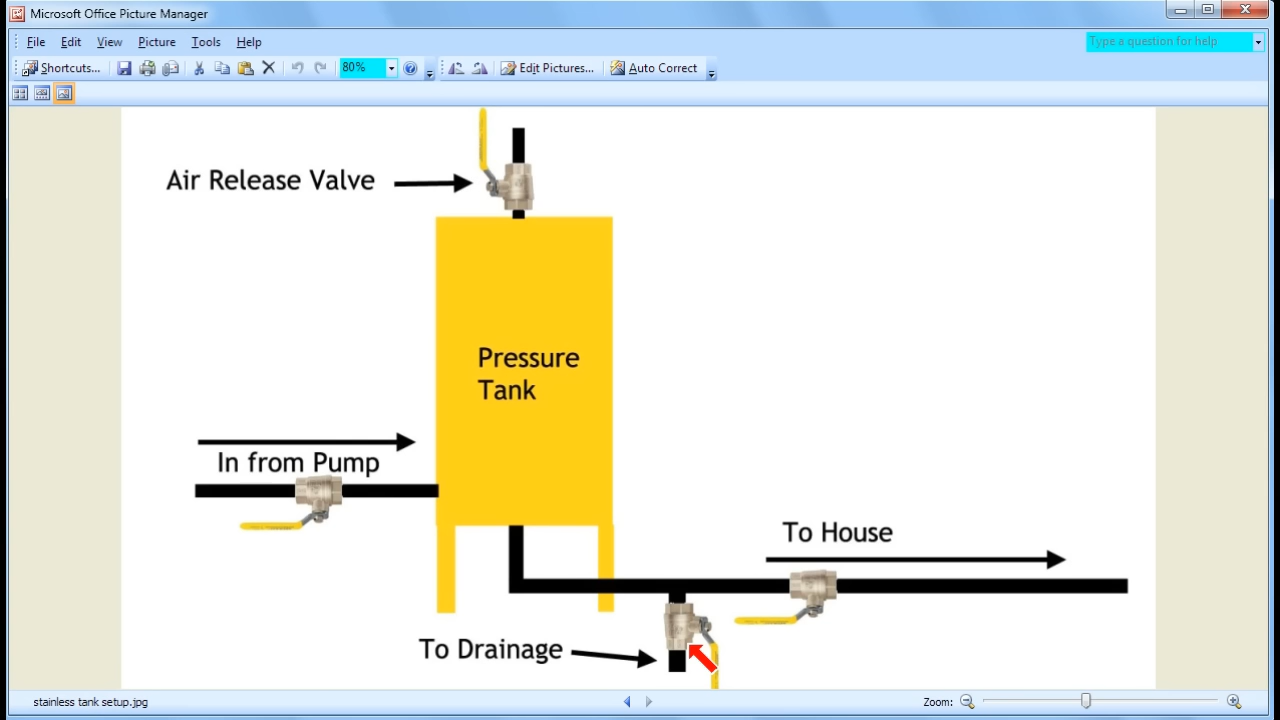 Microsoft Office Picture Manager
File Edit View Picture Tools Help
Type a question for help
Shortcuts... 80% Edit Pictures... Auto Correct
Air Release Valve
Pressure
Tank
In from Pump
To House
To Drainage
stainless tank setup.jpg
Zoom: